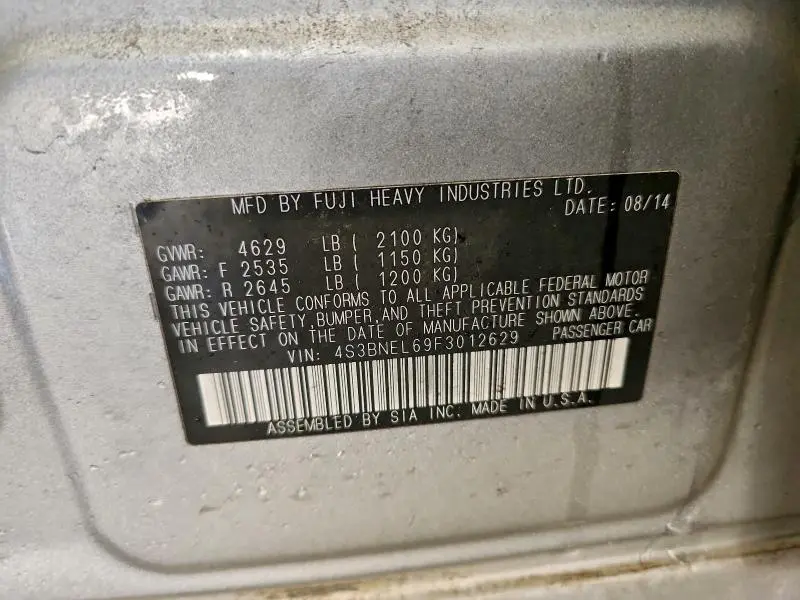 MFD BY FUJI HEAVY INDUSTRIES LTD.
DATE: 08/14
GVWR: 4629 LB ( 2100 KG)
GAWR: F 2535 LB ( 1150 KG)
GAWR: R 2645 LB ( 1200 KG)
THIS VEHICLE CONFORMS TO ALL APPLICABLE FEDERAL MOTOR
VEHICLE SAFETY,BUMPER,AND THEFT PREVENTION STANDARDS
IN EFFECT ON THE DATE OF MANUFACTURE SHOWN ABOVE.
VIN: 4S3BNEL69F3012629 PASSENGER CAR
ASSEMBLED BY SIA INC. MADE IN U.S.A.